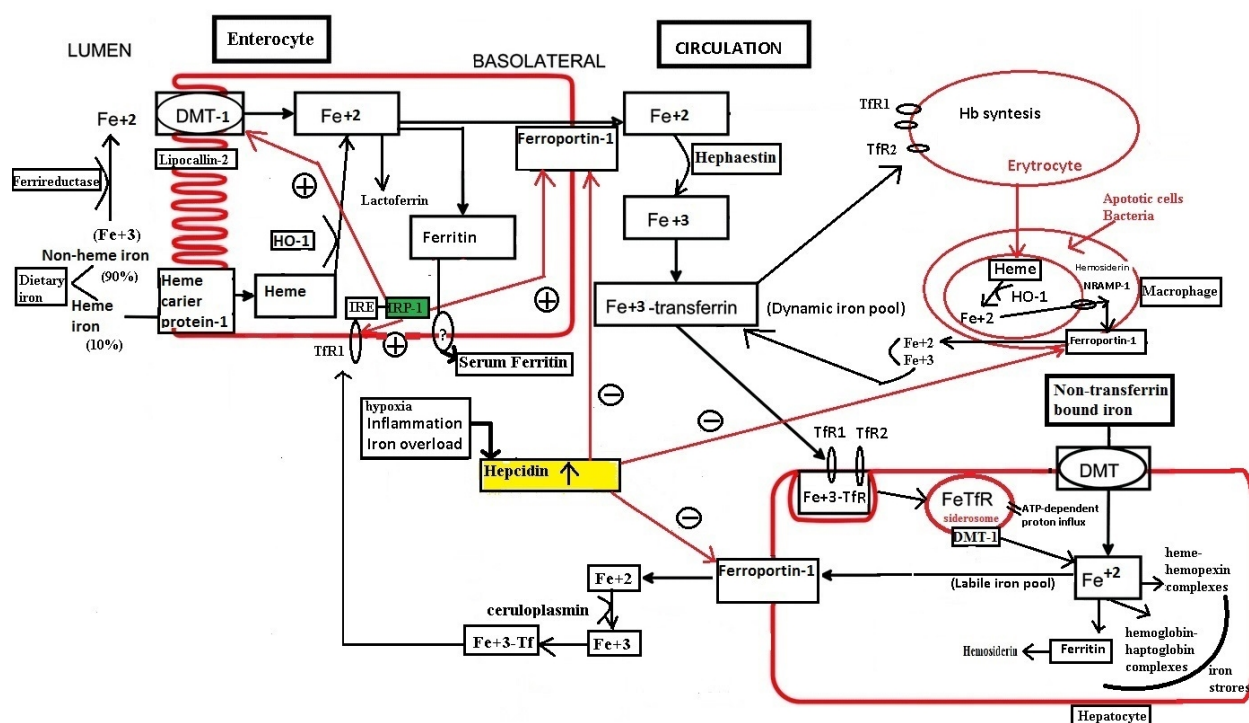 LUMEN
Enterocyte
BASOLATERAL
CIRCULATION
Fe+2
DMT-1
Fe+2
Ferroportin-1
Fe+2
TfR1
TfR2
Hb syntesis
Erytrocyte
Lipocallin-2
Ferrireductase
Hephaestin
Lactoferrin
(Fe+3)
Non-heme iron
(90%)
Dietary
iron
Heme
iron
(10%)
HO-1
Ferritin
Fe+3
Apototic cells
Bacteria
Heme
Hemosiderin
NRAMP-1
HO-1
Fe+2
Macrophage
Heme
carier
protein-1
Heme
IRE
IRP-1
Fe+3-transferrin
(Dynamic iron pool)
Ferroportin-1
Fe+2
Fe+3
+
+
+
TfR1
?
Serum Ferritin
hypoxia
Inflammation
Iron overload
Hepcidin
−
−
−
Non-transferrin
bound iron
TfR1
TfR2
DMT
Fe+3-TfR
FeTfR
siderosome
DMT-1
ATP-dependent
proton influx
Ferroportin-1
(Labile iron pool)
Fe+2
heme-
hemopexin
complexes
Fe+2
ceruloplasmin
Fe+3
Fe+3-Tf
Hemosiderin
Ferritin
hemoglobin-
haptoglobin
complexes
iron
strores
Hepatocyte